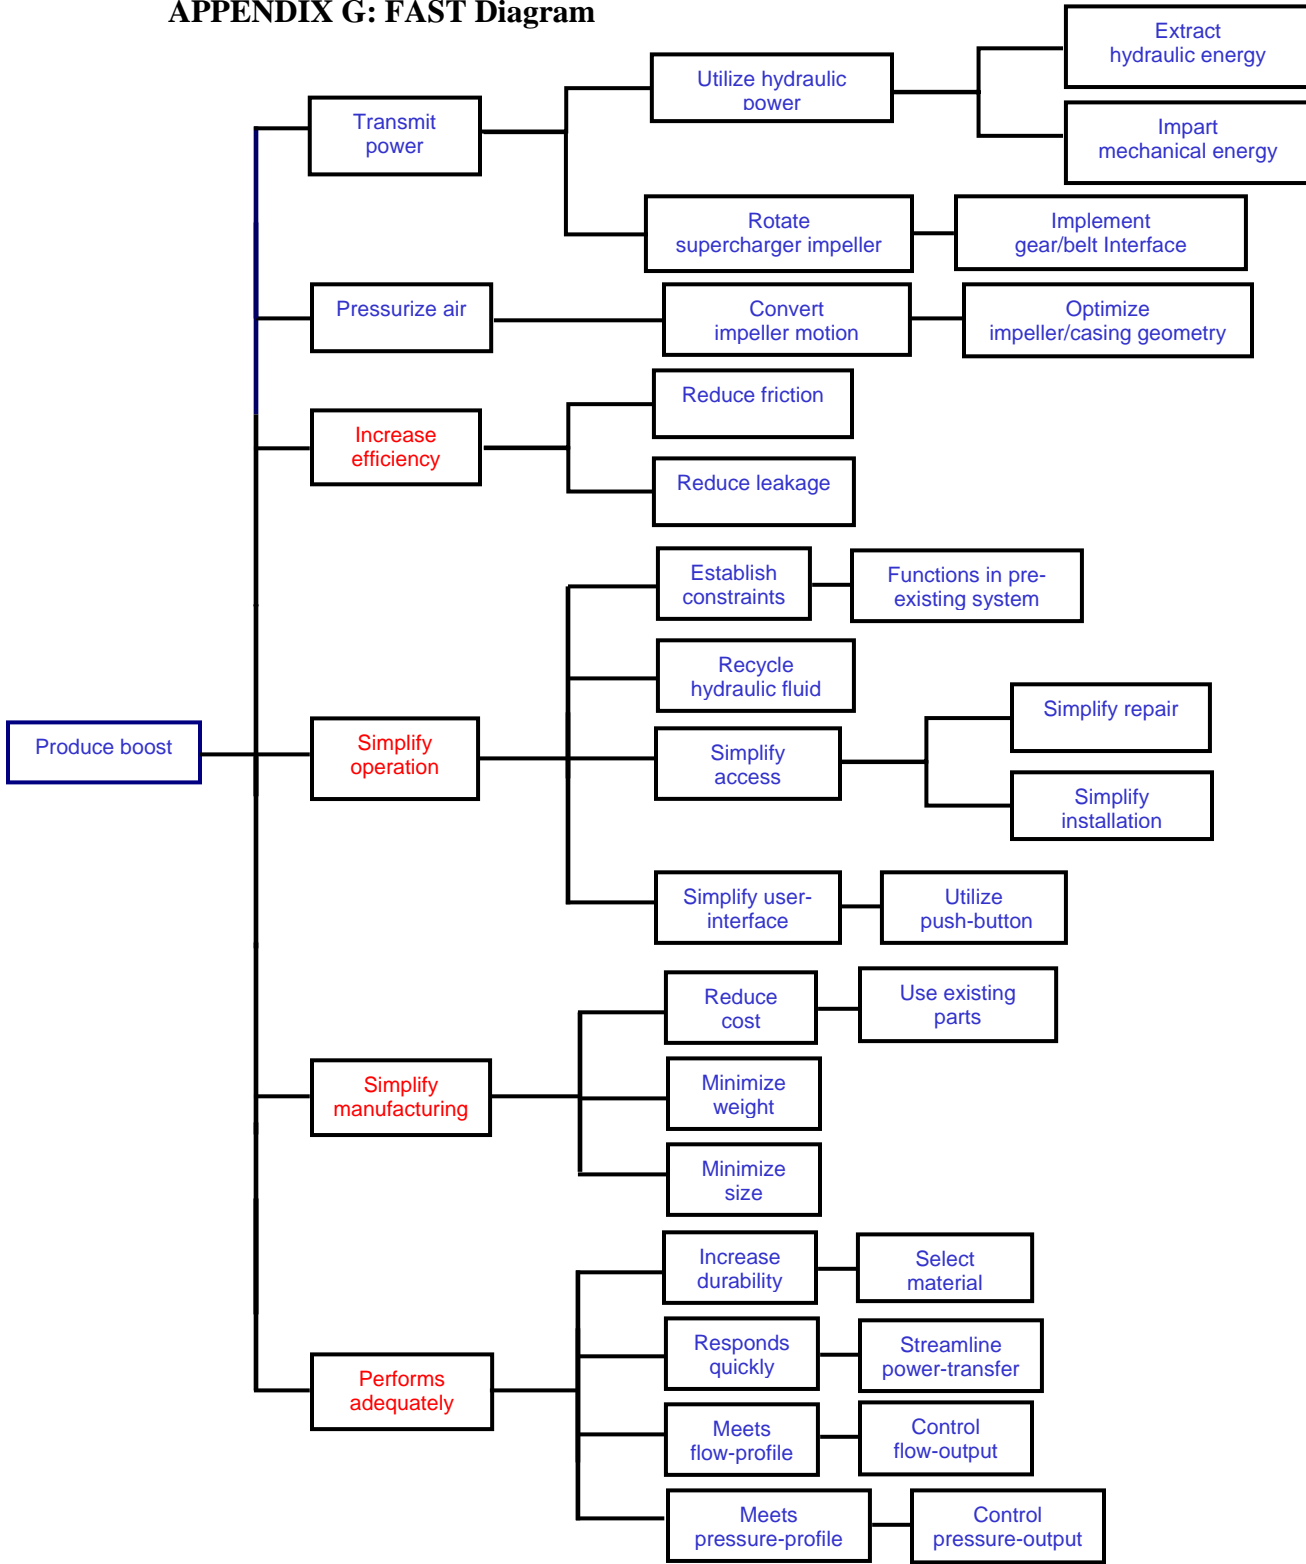 APPENDIX G: FAST Diagram
Extract
hydraulic energy
Utilize hydraulic
power
Impart
mechanical energy
Transmit
power
Rotate
supercharger impeller
Implement
gear/belt Interface
Pressurize air
Convert
impeller motion
Optimize
impeller/casing geometry
Reduce friction
Increase
efficiency
Reduce leakage
Establish
constraints
Functions in pre-
existing system
Recycle
hydraulic fluid
Simplify repair
Produce boost
Simplify
operation
Simplify
access
Simplify
installation
Simplify user-
interface
Utilize
push-button
Reduce
cost
Use existing
parts
Simplify
manufacturing
Minimize
weight
Minimize
size
Increase
durability
Select
material
Responds
quickly
Streamline
power-transfer
Performs
adequately
Meets
flow-profile
Control
flow-output
Meets
pressure-profile
Control
pressure-output